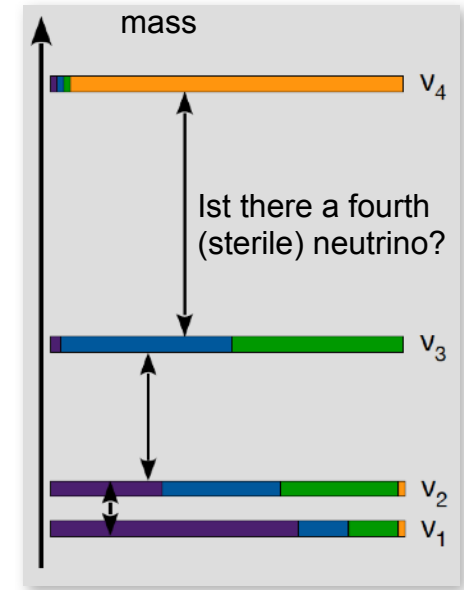 mass
ν₄
Ist there a fourth
(sterile) neutrino?
ν₃
ν₂
ν₁